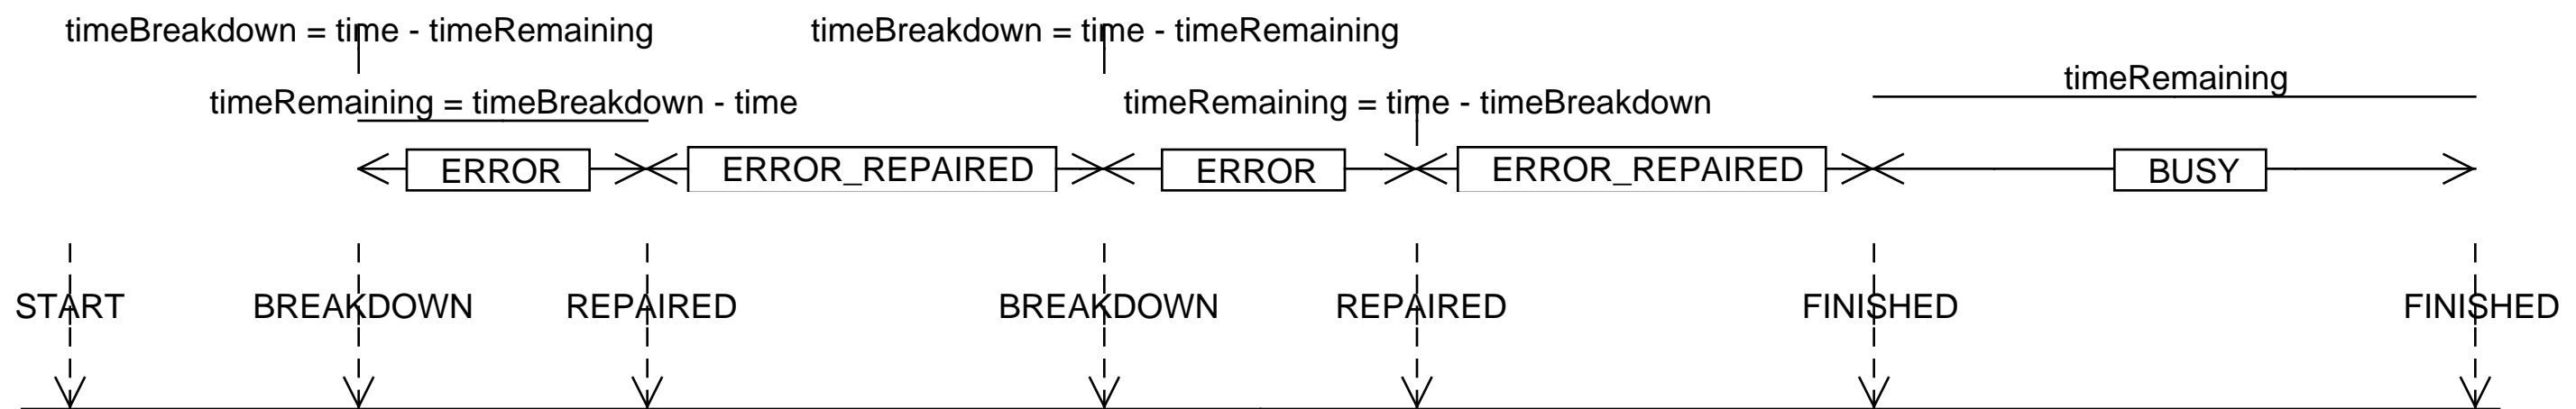 timeBreakdown = time - timeRemaining
timeBreakdown = time - timeRemaining
timeRemaining
timeRemaining = timeBreakdown - time
timeRemaining = time - timeBreakdown
ERROR
ERROR_REPAIRED
ERROR
ERROR_REPAIRED
BUSY
START
BREAKDOWN
REPAIRED
BREAKDOWN
REPAIRED
FINISHED
FINISHED